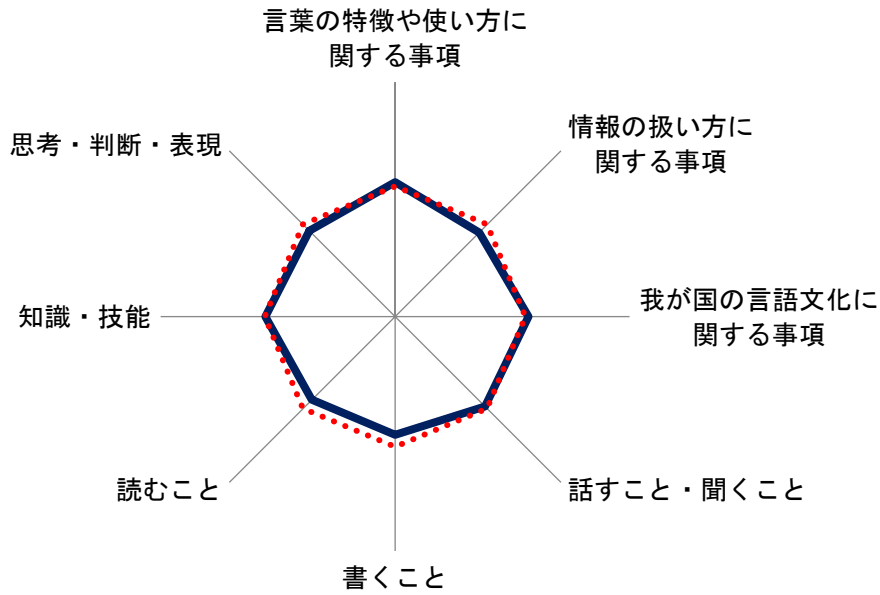 言葉の特徴や使い方に
関する事項
情報の扱い方に
関する事項
我が国の言語文化に
関する事項
話すこと・聞くこと
書くこと
読むこと
知識・技能
思考・判断・表現